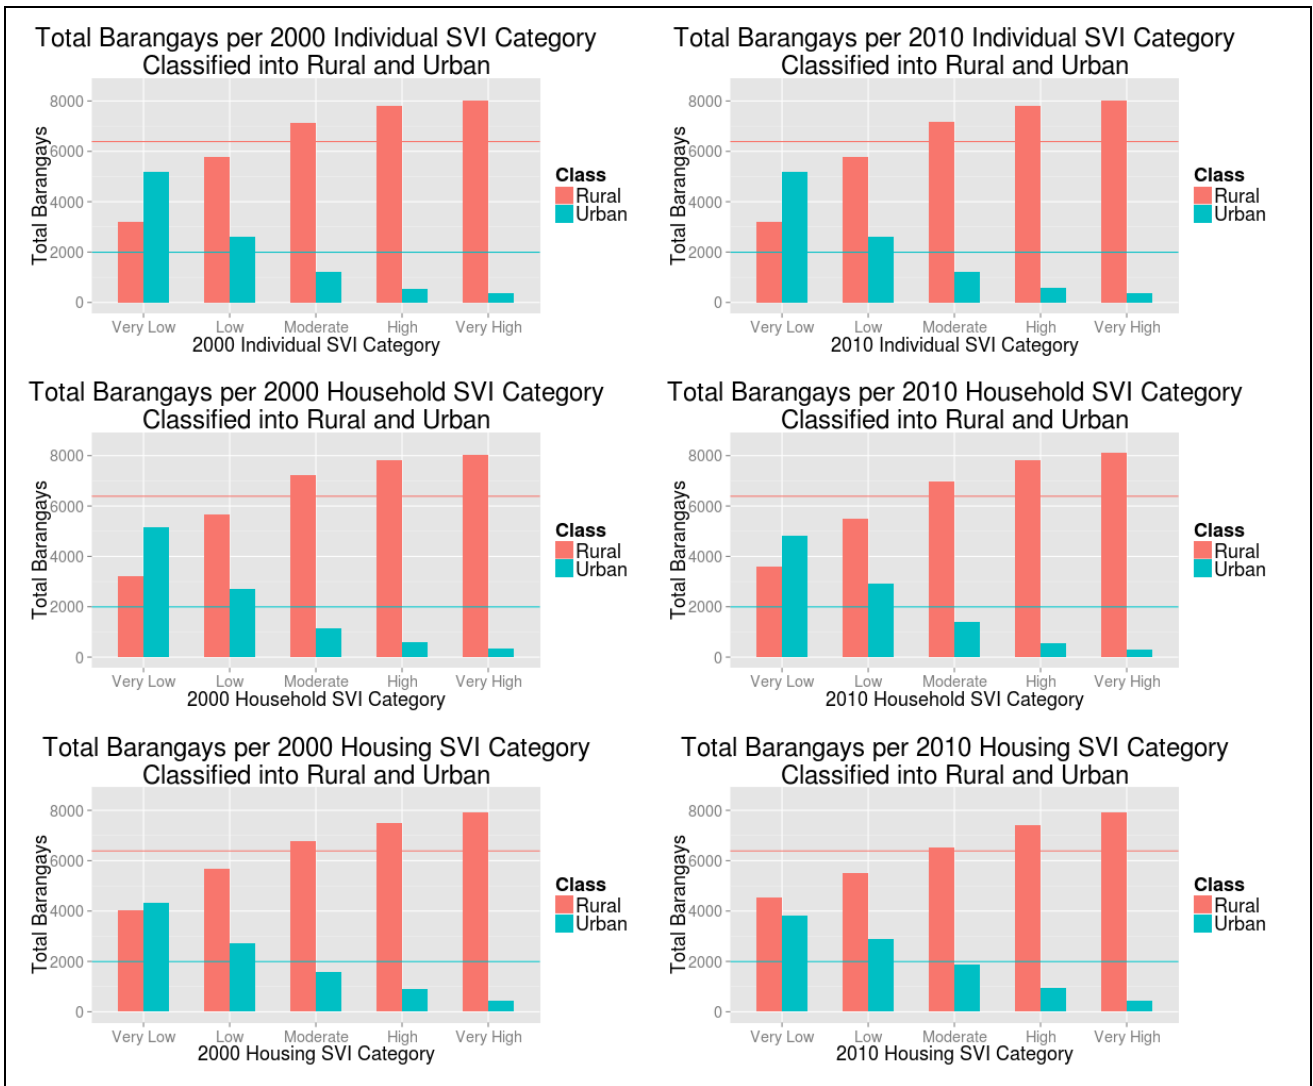 Total Barangays per 2000 Individual SVI Category
Classified into Rural and Urban
Total Barangays
8000
6000
4000
2000
0
Very Low Low Moderate High Very High
2000 Individual SVI Category
Class
Rural
Urban
Total Barangays per 2010 Individual SVI Category
Classified into Rural and Urban
Total Barangays
8000
6000
4000
2000
0
Very Low Low Moderate High Very High
2010 Individual SVI Category
Class
Rural
Urban
Total Barangays per 2000 Household SVI Category
Classified into Rural and Urban
Total Barangays
8000
6000
4000
2000
0
Very Low Low Moderate High Very High
2000 Household SVI Category
Class
Rural
Urban
Total Barangays per 2010 Household SVI Category
Classified into Rural and Urban
Total Barangays
8000
6000
4000
2000
0
Very Low Low Moderate High Very High
2010 Household SVI Category
Class
Rural
Urban
Total Barangays per 2000 Housing SVI Category
Classified into Rural and Urban
Total Barangays
8000
6000
4000
2000
0
Very Low Low Moderate High Very High
2000 Housing SVI Category
Class
Rural
Urban
Total Barangays per 2010 Housing SVI Category
Classified into Rural and Urban
Total Barangays
8000
6000
4000
2000
0
Very Low Low Moderate High Very High
2010 Housing SVI Category
Class
Rural
Urban